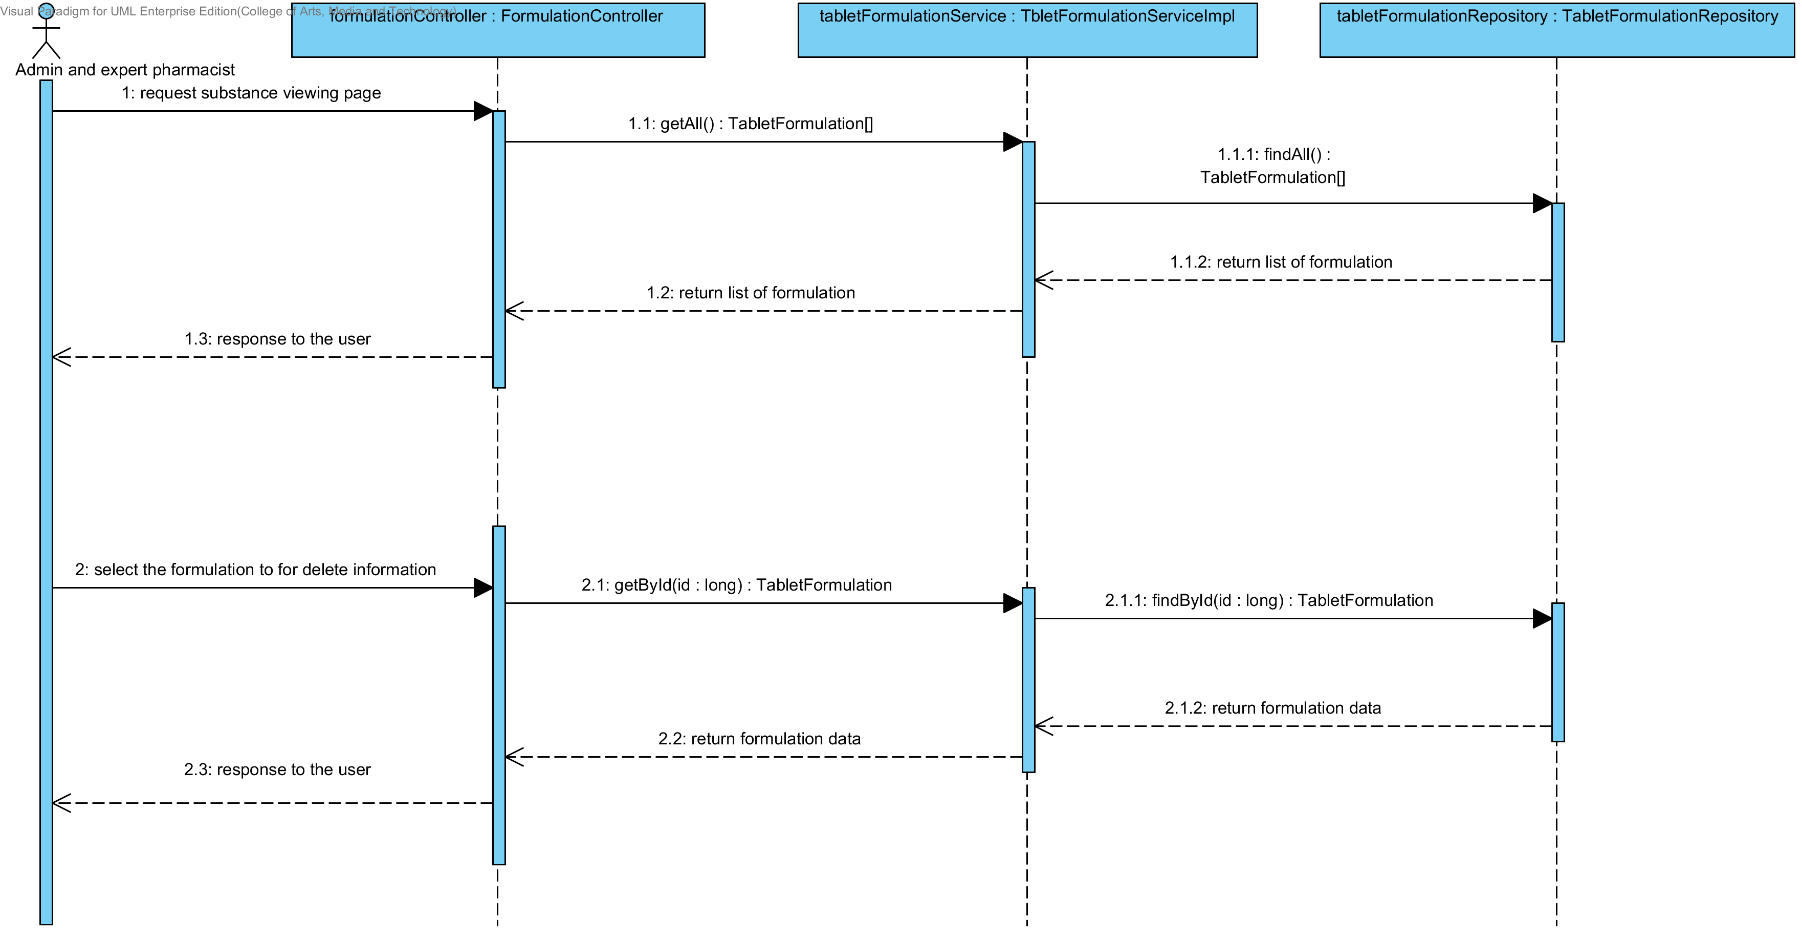 Visual Paradigm for UML Enterprise Edition(College of Arts, Media and Technology)
formulationController : FormulationController
tabletFormulationService : TbletFormulationServiceImpl
tabletFormulationRepository : TabletFormulationRepository
Admin and expert pharmacist
1: request substance viewing page
1.1: getAll() : TabletFormulation[]
1.1.1: findAll() :
TabletFormulation[]
1.1.2: return list of formulation
1.2: return list of formulation
1.3: response to the user
2: select the formulation to for delete information
2.1: getById(id : long) : TabletFormulation
2.1.1: findById(id : long) : TabletFormulation
2.1.2: return formulation data
2.2: return formulation data
2.3: response to the user